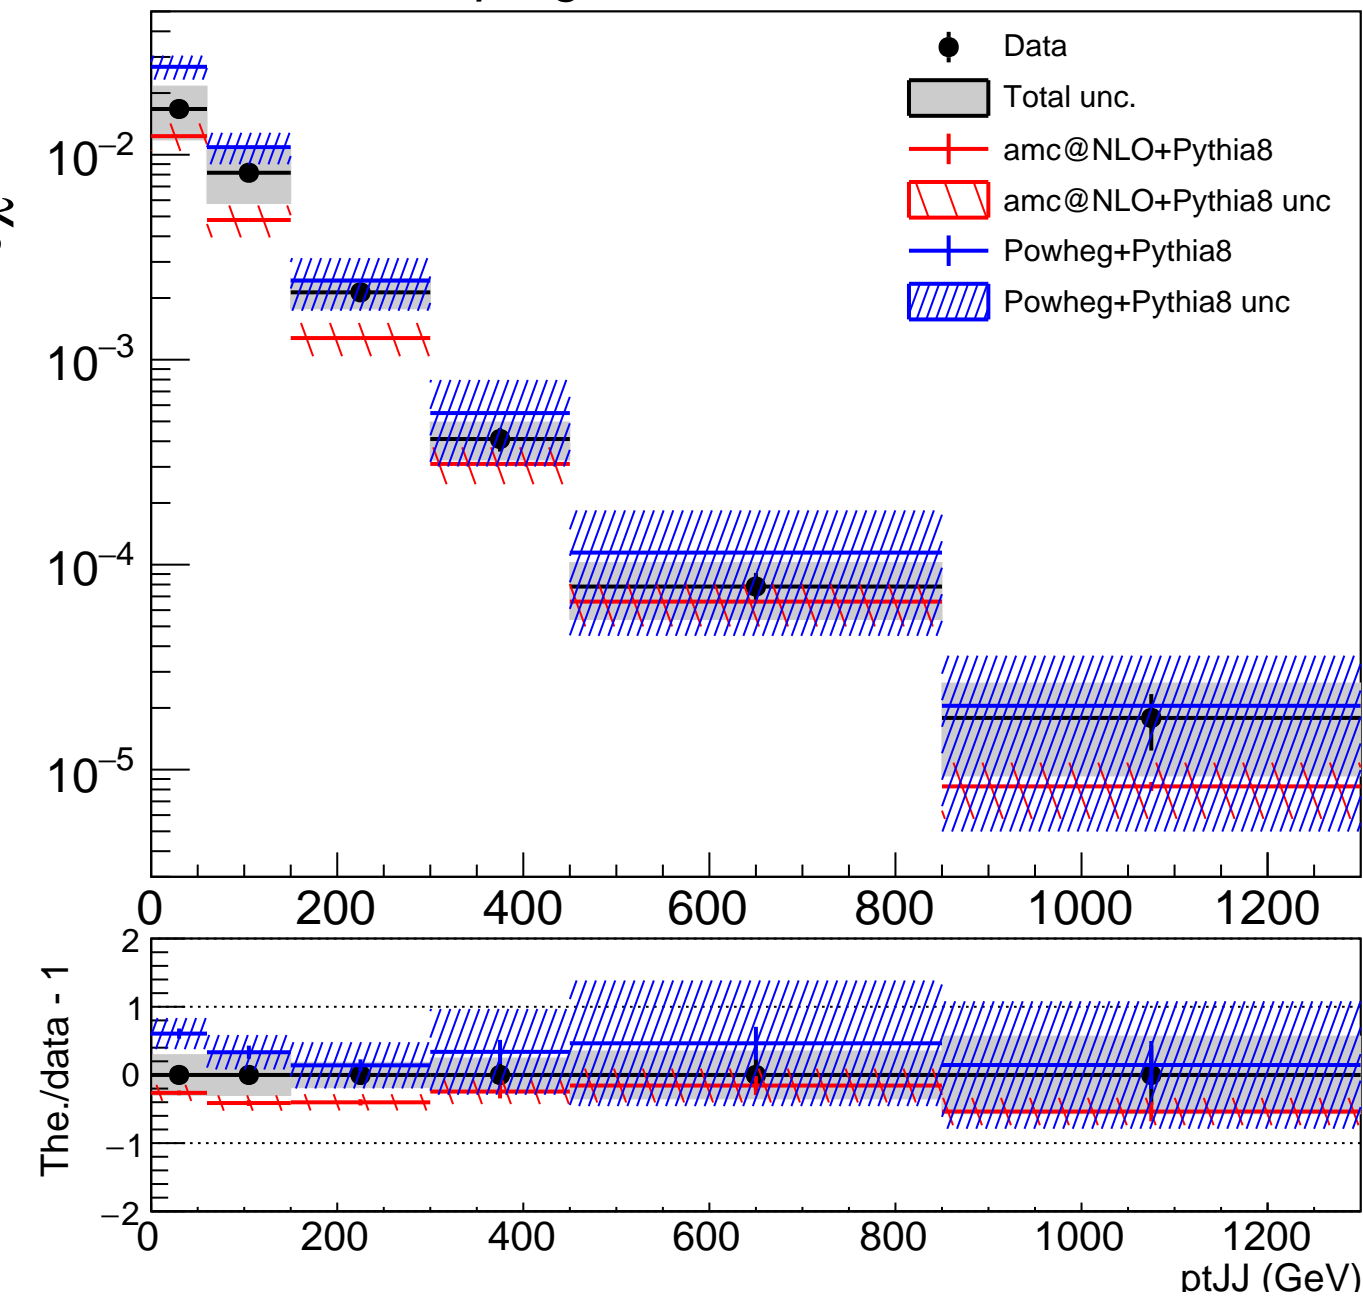 Data
Total unc.
amc@NLO+Pythia8
amc@NLO+Pythia8 unc
Powheg+Pythia8
Powheg+Pythia8 unc
10−2
10−3
10−4
10−5
0 200 400 600 800 1000 1200
2
1
0
−1
−2
The./data - 1
0 200 400 600 800 1000 1200
ptJJ (GeV)